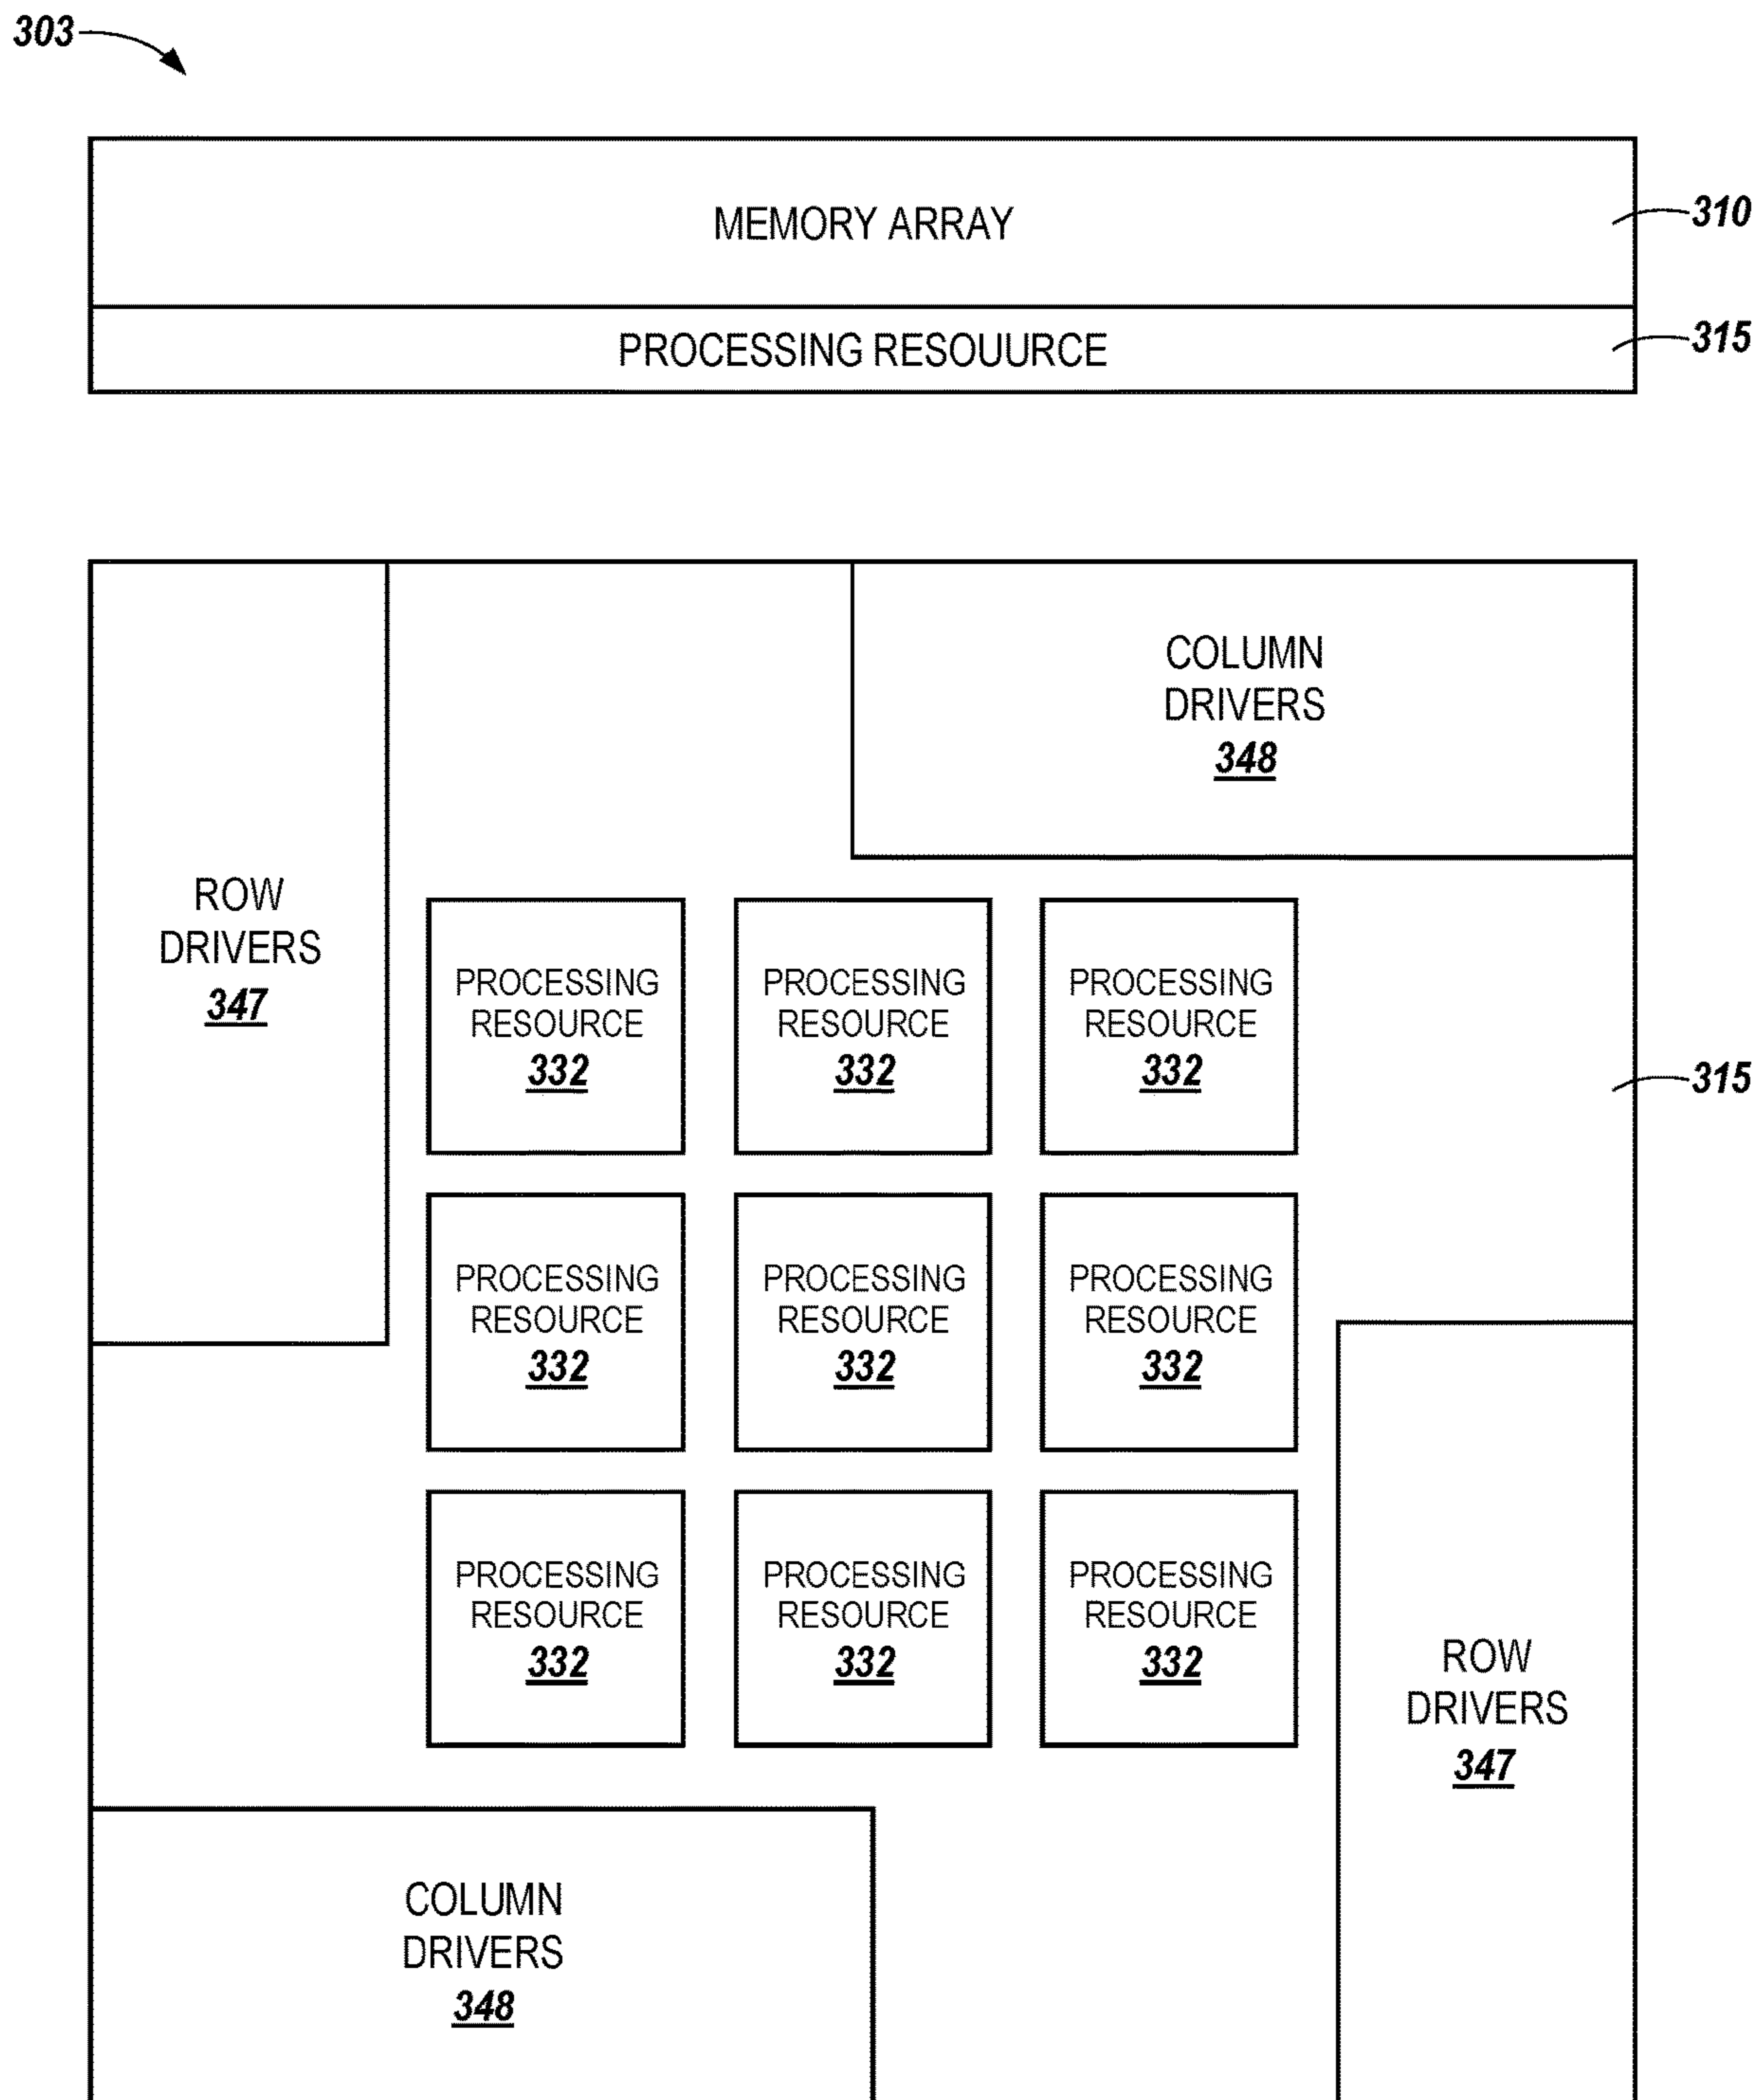 303
MEMORY ARRAY
310
PROCESSING RESOUURCE
315
COLUMN
DRIVERS
348
ROW
DRIVERS
347
PROCESSING
RESOURCE
332
PROCESSING
RESOURCE
332
PROCESSING
RESOURCE
332
315
PROCESSING
RESOURCE
332
PROCESSING
RESOURCE
332
PROCESSING
RESOURCE
332
PROCESSING
RESOURCE
332
PROCESSING
RESOURCE
332
PROCESSING
RESOURCE
332
ROW
DRIVERS
347
COLUMN
DRIVERS
348